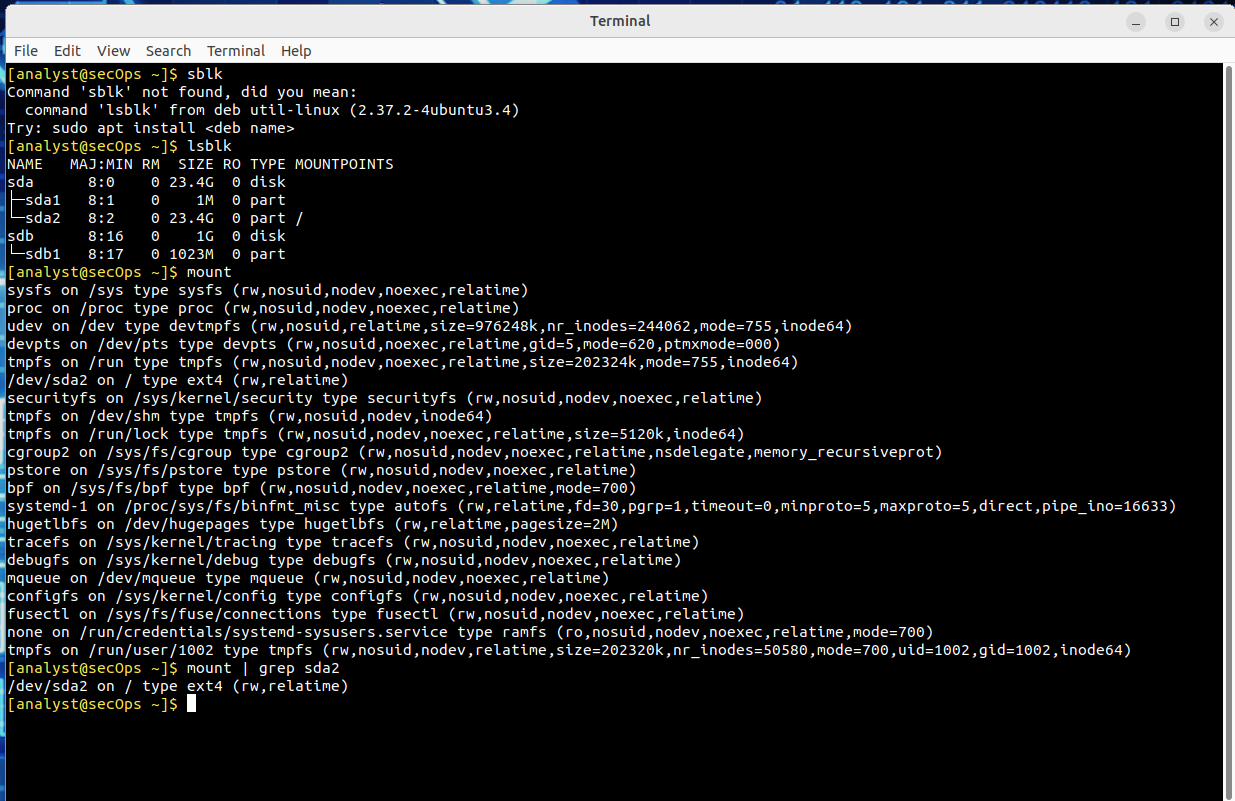 Terminal
File Edit View Search Terminal Help
[analyst@secOps ~]$ sblk
Command 'sblk' not found, did you mean:
  command 'lsblk' from deb util-linux (2.37.2-4ubuntu3.4)
Try: sudo apt install <deb name>
[analyst@secOps ~]$ lsblk
NAME   MAJ:MIN RM  SIZE RO TYPE MOUNTPOINTS
sda      8:0    0 23.4G  0 disk
├─sda1   8:1    0    1M  0 part
└─sda2   8:2    0 23.4G  0 part /
sdb      8:16   0    1G  0 disk
└─sdb1   8:17   0 1023M  0 part
[analyst@secOps ~]$ mount
sysfs on /sys type sysfs (rw,nosuid,nodev,noexec,relatime)
proc on /proc type proc (rw,nosuid,nodev,noexec,relatime)
udev on /dev type devtmpfs (rw,nosuid,relatime,size=976248k,nr_inodes=244062,mode=755,inode64)
devpts on /dev/pts type devpts (rw,nosuid,noexec,relatime,gid=5,mode=620,ptmxmode=000)
tmpfs on /run type tmpfs (rw,nosuid,nodev,noexec,relatime,size=202324k,mode=755,inode64)
/dev/sda2 on / type ext4 (rw,relatime)
securityfs on /sys/kernel/security type securityfs (rw,nosuid,nodev,noexec,relatime)
tmpfs on /dev/shm type tmpfs (rw,nosuid,nodev,inode64)
tmpfs on /run/lock type tmpfs (rw,nosuid,nodev,noexec,relatime,size=5120k,inode64)
cgroup2 on /sys/fs/cgroup type cgroup2 (rw,nosuid,nodev,noexec,relatime,nsdelegate,memory_recursiveprot)
pstore on /sys/fs/pstore type pstore (rw,nosuid,nodev,noexec,relatime)
bpf on /sys/fs/bpf type bpf (rw,nosuid,nodev,noexec,relatime,mode=700)
systemd-1 on /proc/sys/fs/binfmt_misc type autofs (rw,relatime,fd=30,pgrp=1,timeout=0,minproto=5,maxproto=5,direct,pipe_ino=16633)
hugetlbfs on /dev/hugepages type hugetlbfs (rw,relatime,pagesize=2M)
tracefs on /sys/kernel/tracing type tracefs (rw,nosuid,nodev,noexec,relatime)
debugfs on /sys/kernel/debug type debugfs (rw,nosuid,nodev,noexec,relatime)
mqueue on /dev/mqueue type mqueue (rw,nosuid,nodev,noexec,relatime)
configfs on /sys/kernel/config type configfs (rw,nosuid,nodev,noexec,relatime)
fusectl on /sys/fs/fuse/connections type fusectl (rw,nosuid,nodev,noexec,relatime)
none on /run/credentials/systemd-sysusers.service type ramfs (ro,nosuid,nodev,noexec,relatime,mode=700)
tmpfs on /run/user/1002 type tmpfs (rw,nosuid,nodev,relatime,size=202320k,nr_inodes=50580,mode=700,uid=1002,gid=1002,inode64)
[analyst@secOps ~]$ mount | grep sda2
/dev/sda2 on / type ext4 (rw,relatime)
[analyst@secOps ~]$